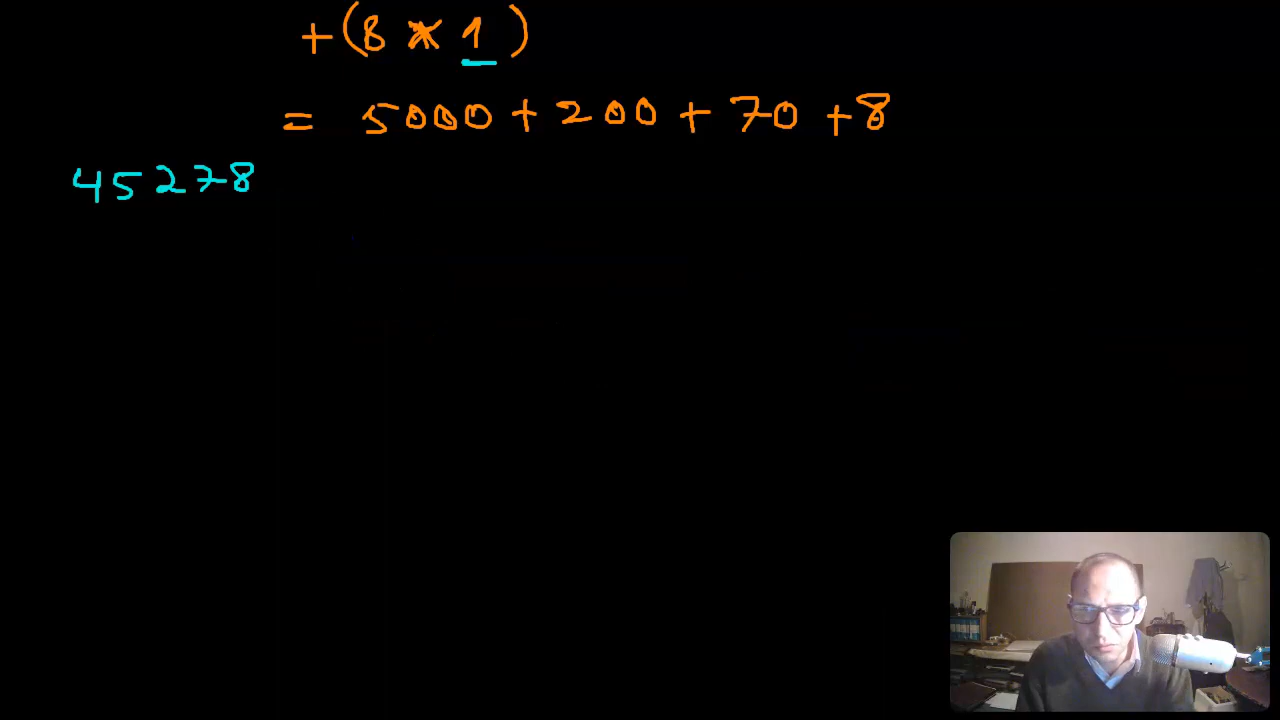 +(8 * 1)
= 5000 + 200 + 70 + 8
45278